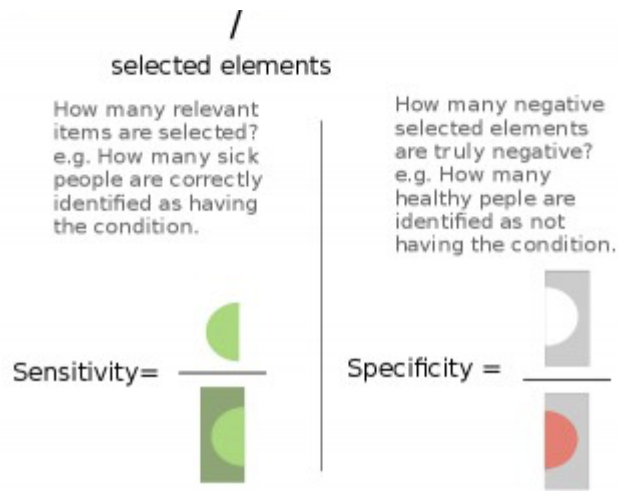 /
selected elements
How many relevant
items are selected?
e.g. How many sick
people are correctly
identified as having
the condition.
Sensitivity=
How many negative
selected elements
are truly negative?
e.g. How many
healthy peple are
identified as not
having the condition.
Specificity =